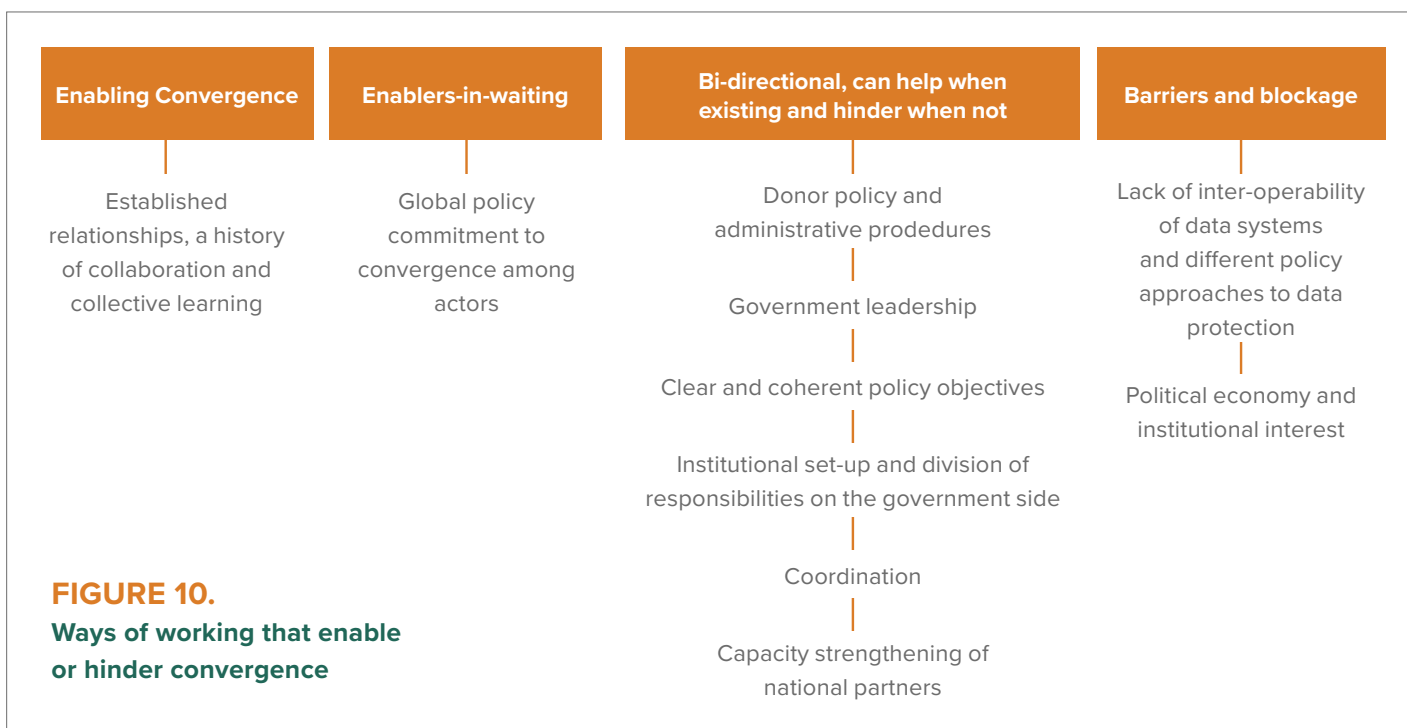 Enabling Convergence
Established
relationships, a history
of collaboration and
collective learning
Enablers-in-waiting
Global policy
commitment to
convergence among
actors
Bi-directional, can help when
existing and hinder when not
Donor policy and
administrative prodedures
Government leadership
Clear and coherent policy objectives
Institutional set-up and division of
responsibilities on the government side
Coordination
Capacity strengthening of
national partners
Barriers and blockage
Lack of inter-operability
of data systems
and different policy
approaches to data
protection
Political economy and
institutional interest
FIGURE 10.
Ways of working that enable
or hinder convergence